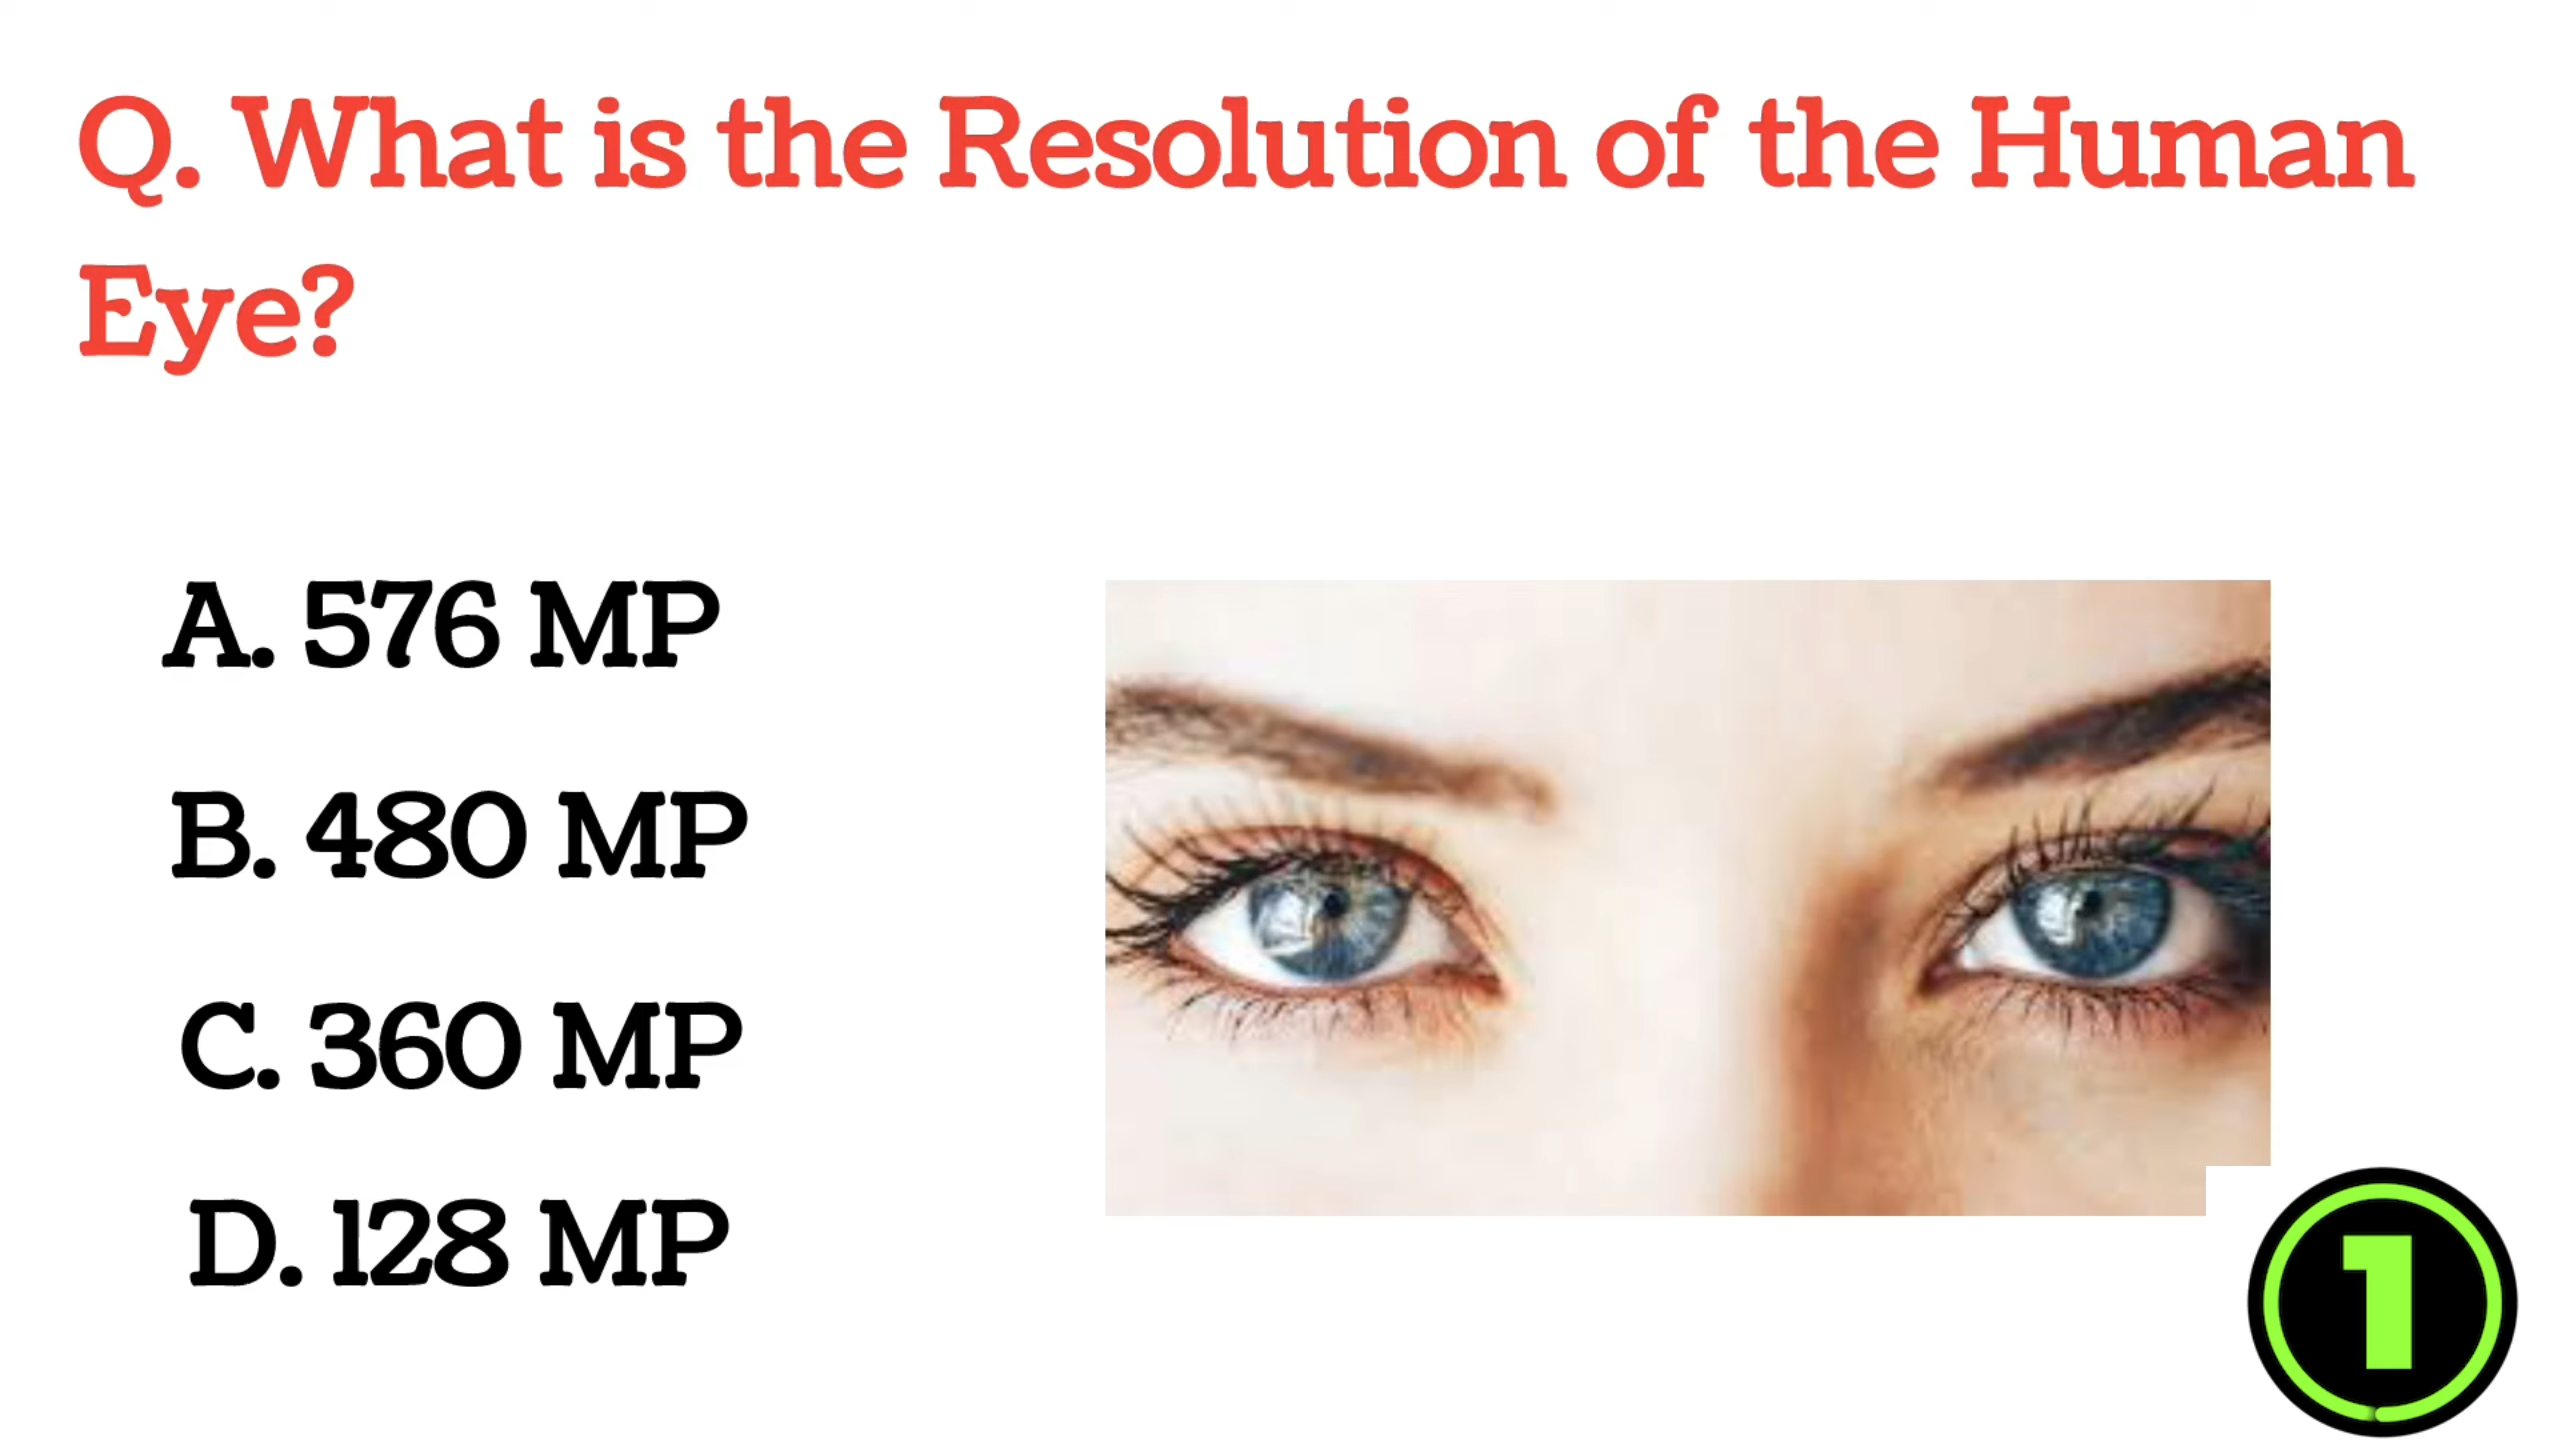 Q. What is the Resolution of the Human
Eye?
A. 576 MP
B. 480 MP
C. 360 MP
D. 128 MP
1